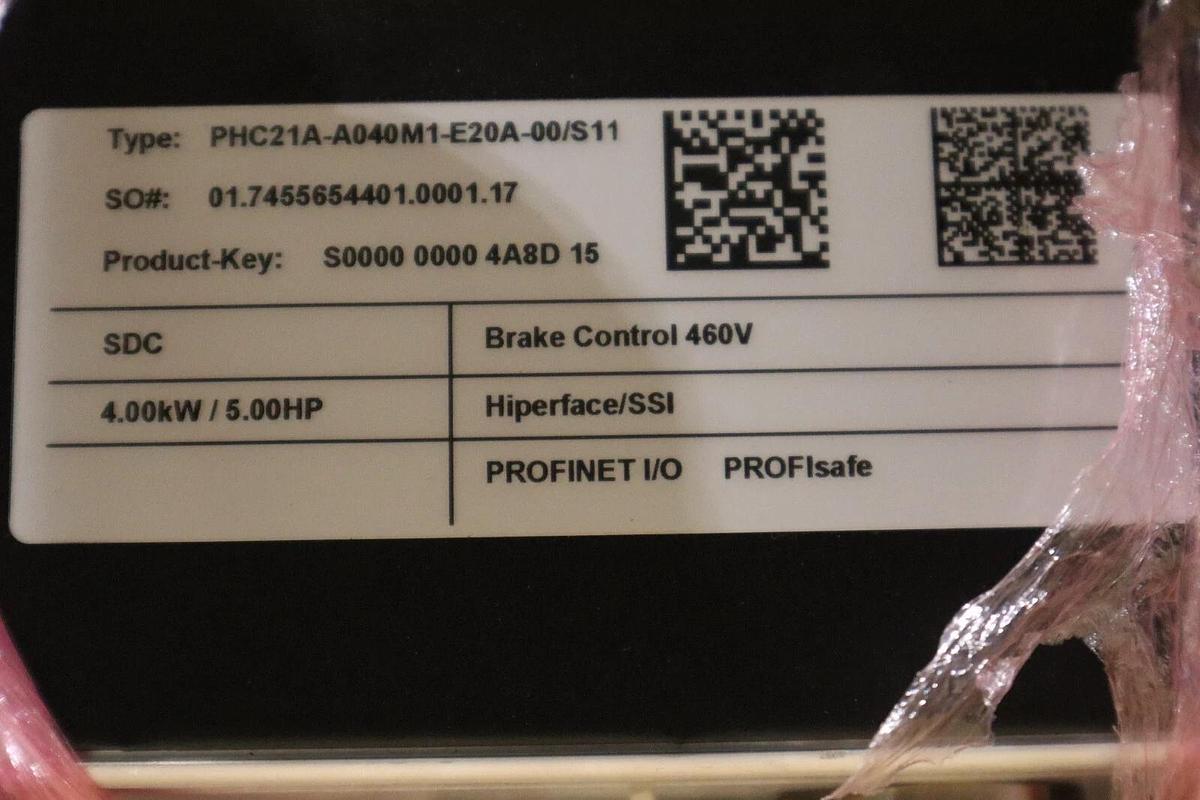 Type: PHC21A-A040M1-E20A-00/S11
SO#: 01.7455654401.0001.17
Product-Key: S0000 0000 4A8D 15
SDC Brake Control 460V
4.00kW / 5.00HP Hiperface/SSI
PROFINET I/O PROFIsafe